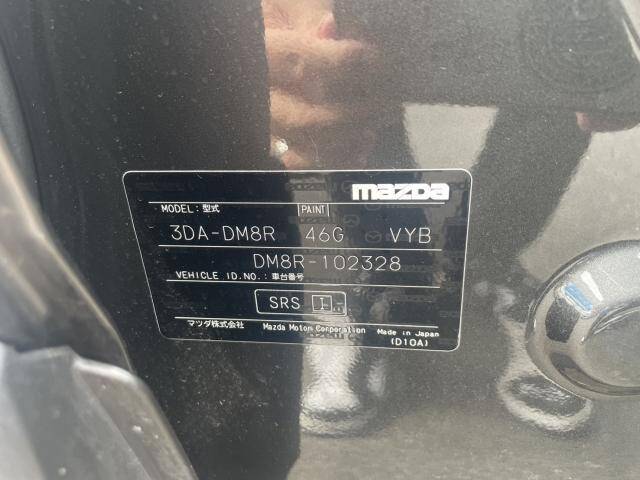 mazda
MODEL:型式 PAINT
3DA-DM8R 46G VYB
DM8R-102328
VEHICLE ID.NO.:車台番号
SRS
マツダ株式会社 Mazda Motor Corporation Made in Japan
(D10A)